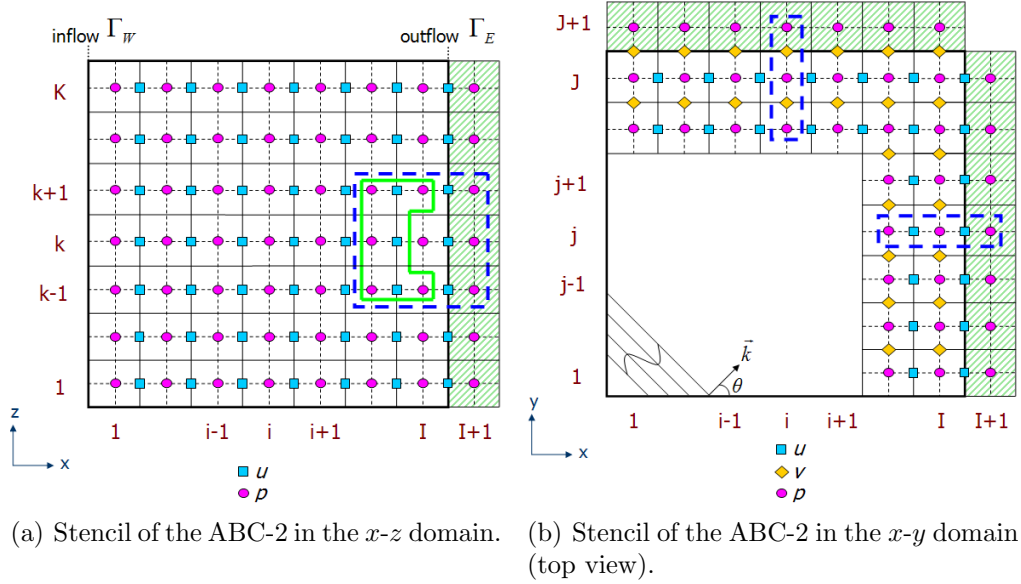 inflow Γ_W outflow Γ_E
K
k+1
k
k-1
1
z
x
1 i-1 i i+1 I I+1
u
p
(a) Stencil of the ABC-2 in the x-z domain.
J+1
J
j+1
j
j-1
1
k⃗
θ
y
x
1 i-1 i i+1 I I+1
u
v
p
(b) Stencil of the ABC-2 in the x-y domain
(top view).